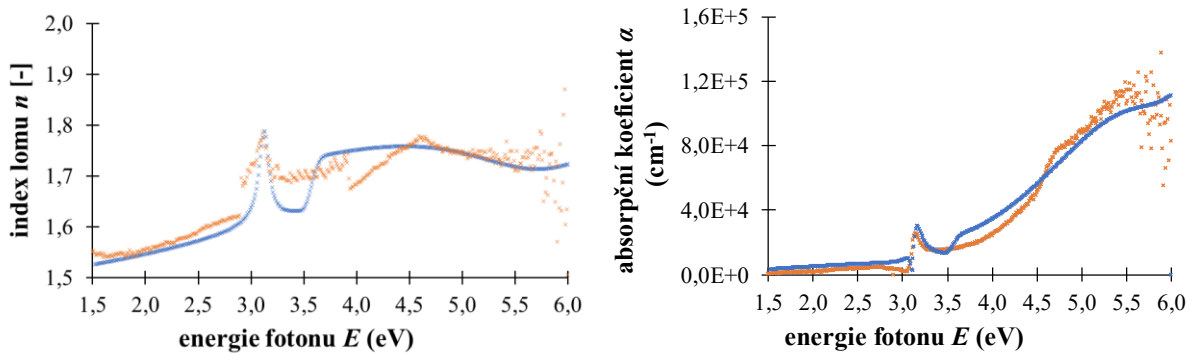 2,0
1,9
1,8
1,7
1,6
1,5
index lomu n [-]
1,5 2,0 2,5 3,0 3,5 4,0 4,5 5,0 5,5 6,0
energie fotonu E (eV)
1,6E+5
1,2E+5
8,0E+4
4,0E+4
0,0E+0
absorpční koeficient α
(cm-1)
1,5 2,0 2,5 3,0 3,5 4,0 4,5 5,0 5,5 6,0
energie fotonu E (eV)